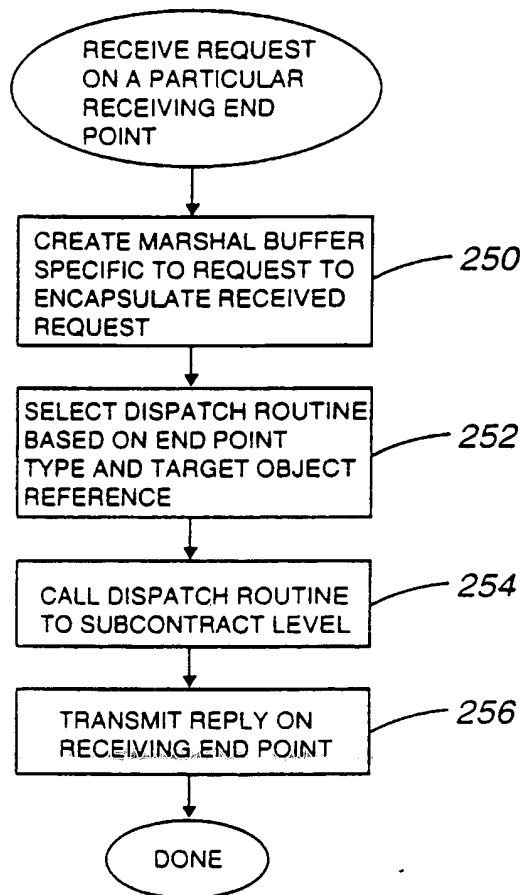 RECEIVE REQUEST
ON A PARTICULAR
RECEIVING END
POINT
CREATE MARSHAL BUFFER
SPECIFIC TO REQUEST TO
ENCAPSULATE RECEIVED
REQUEST
250
SELECT DISPATCH ROUTINE
BASED ON END POINT
TYPE AND TARGET OBJECT
REFERENCE
252
CALL DISPATCH ROUTINE
TO SUBCONTRACT LEVEL
254
TRANSMIT REPLY ON
RECEIVING END POINT
256
DONE